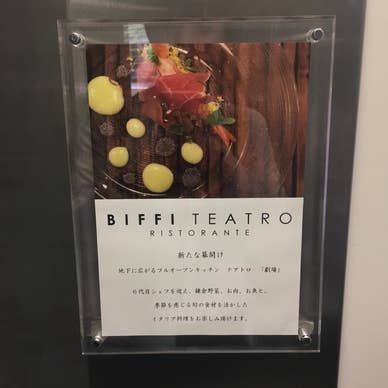 BIFFI TEATRO
RISTORANTE
新たな幕開け
地下に広がるフルオープンキッチン テアトロ 「劇場」
6代目シェフを迎え、鎌倉野菜、お肉、お魚と、
季節を感じる旬の食材を活かした
イタリア料理をお楽しみ頂けます。